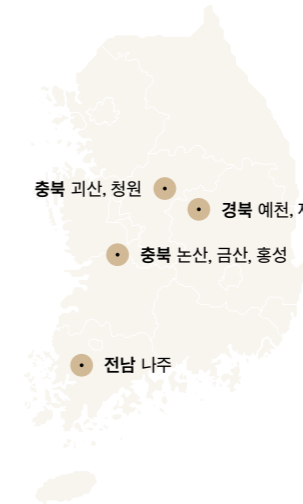 충북 괴산, 청원
경북 예천,
충북 논산, 금산, 홍성
전남 나주